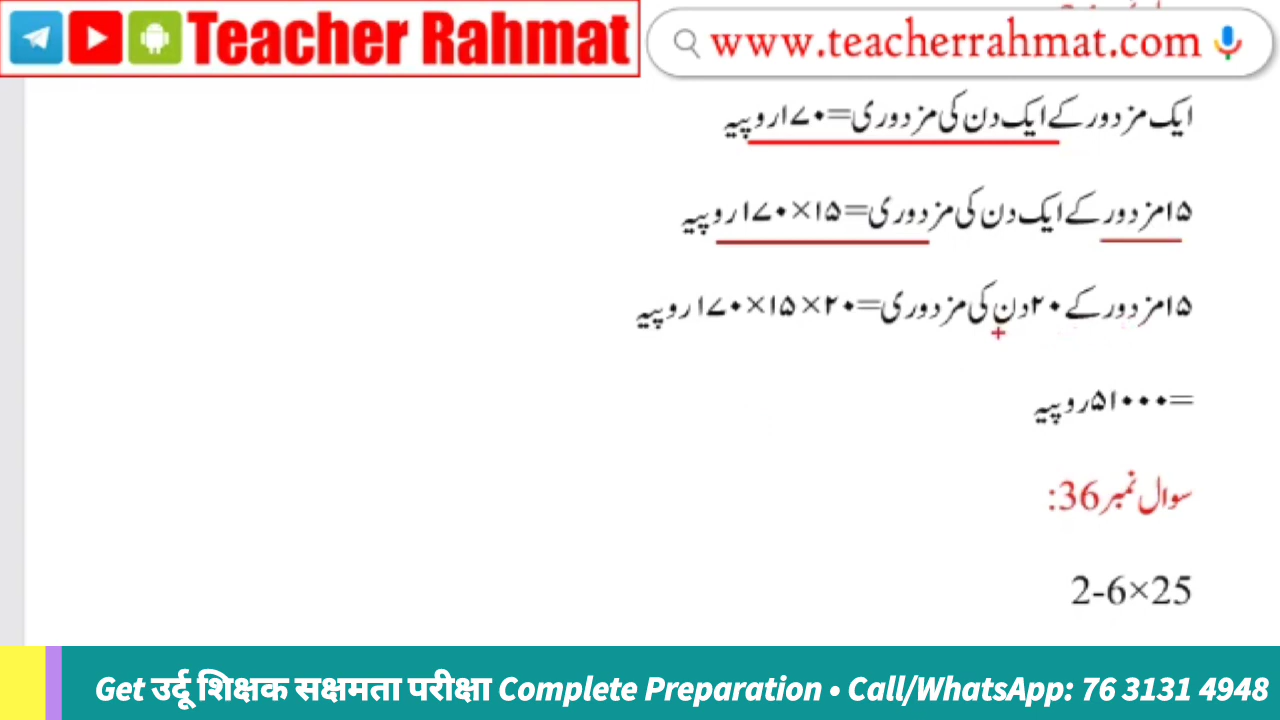 Teacher Rahmat
www.teacherrahmat.com
ایک مزدور کے ایک دن کی مزدوری=۱۷۰روپیہ
۱۵مزدور کے ایک دن کی مزدوری=۱۵×۱۷۰روپیہ
۱۵مزدور کے ۲۰دن کی مزدوری=۲۰×۱۵×۱۷۰روپیہ
=۵۱۰۰۰روپیہ
سوال نمبر36:
2-6×25
Get उर्दू शिक्षक सक्षमता परीक्षा Complete Preparation • Call/WhatsApp: 76 3131 4948